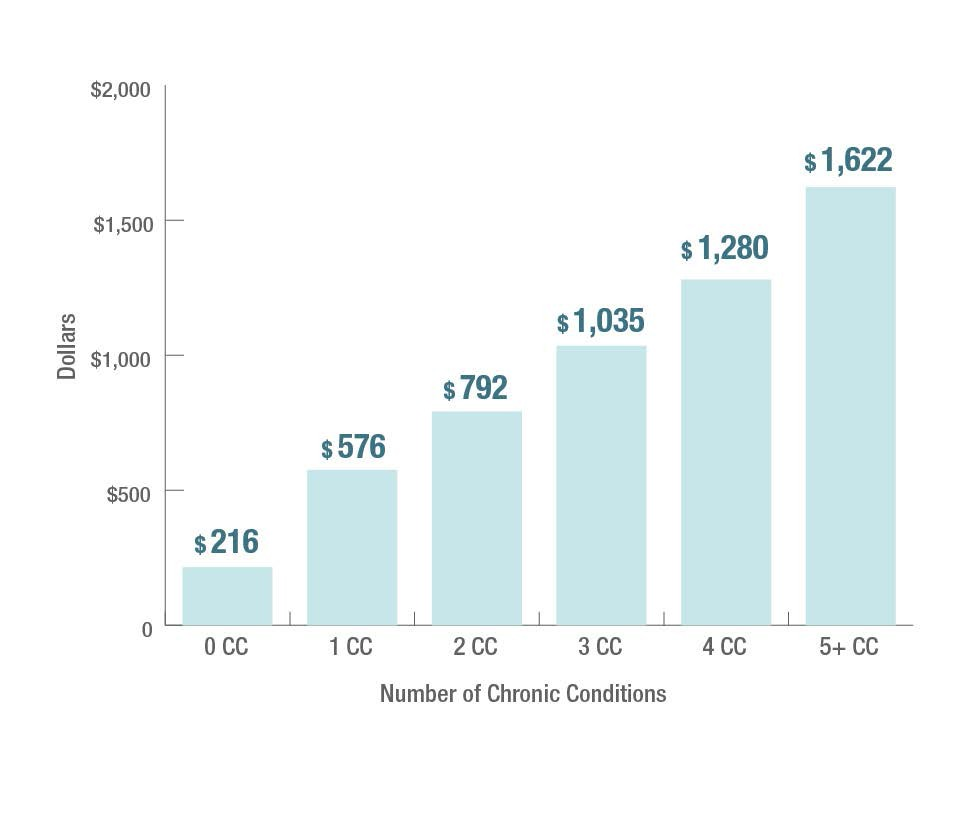 $2,000
$1,500
$1,000
$500
0
Dollars
$ 216
$ 576
$ 792
$ 1,035
$ 1,280
$ 1,622
0 CC
1 CC
2 CC
3 CC
4 CC
5+ CC
Number of Chronic Conditions